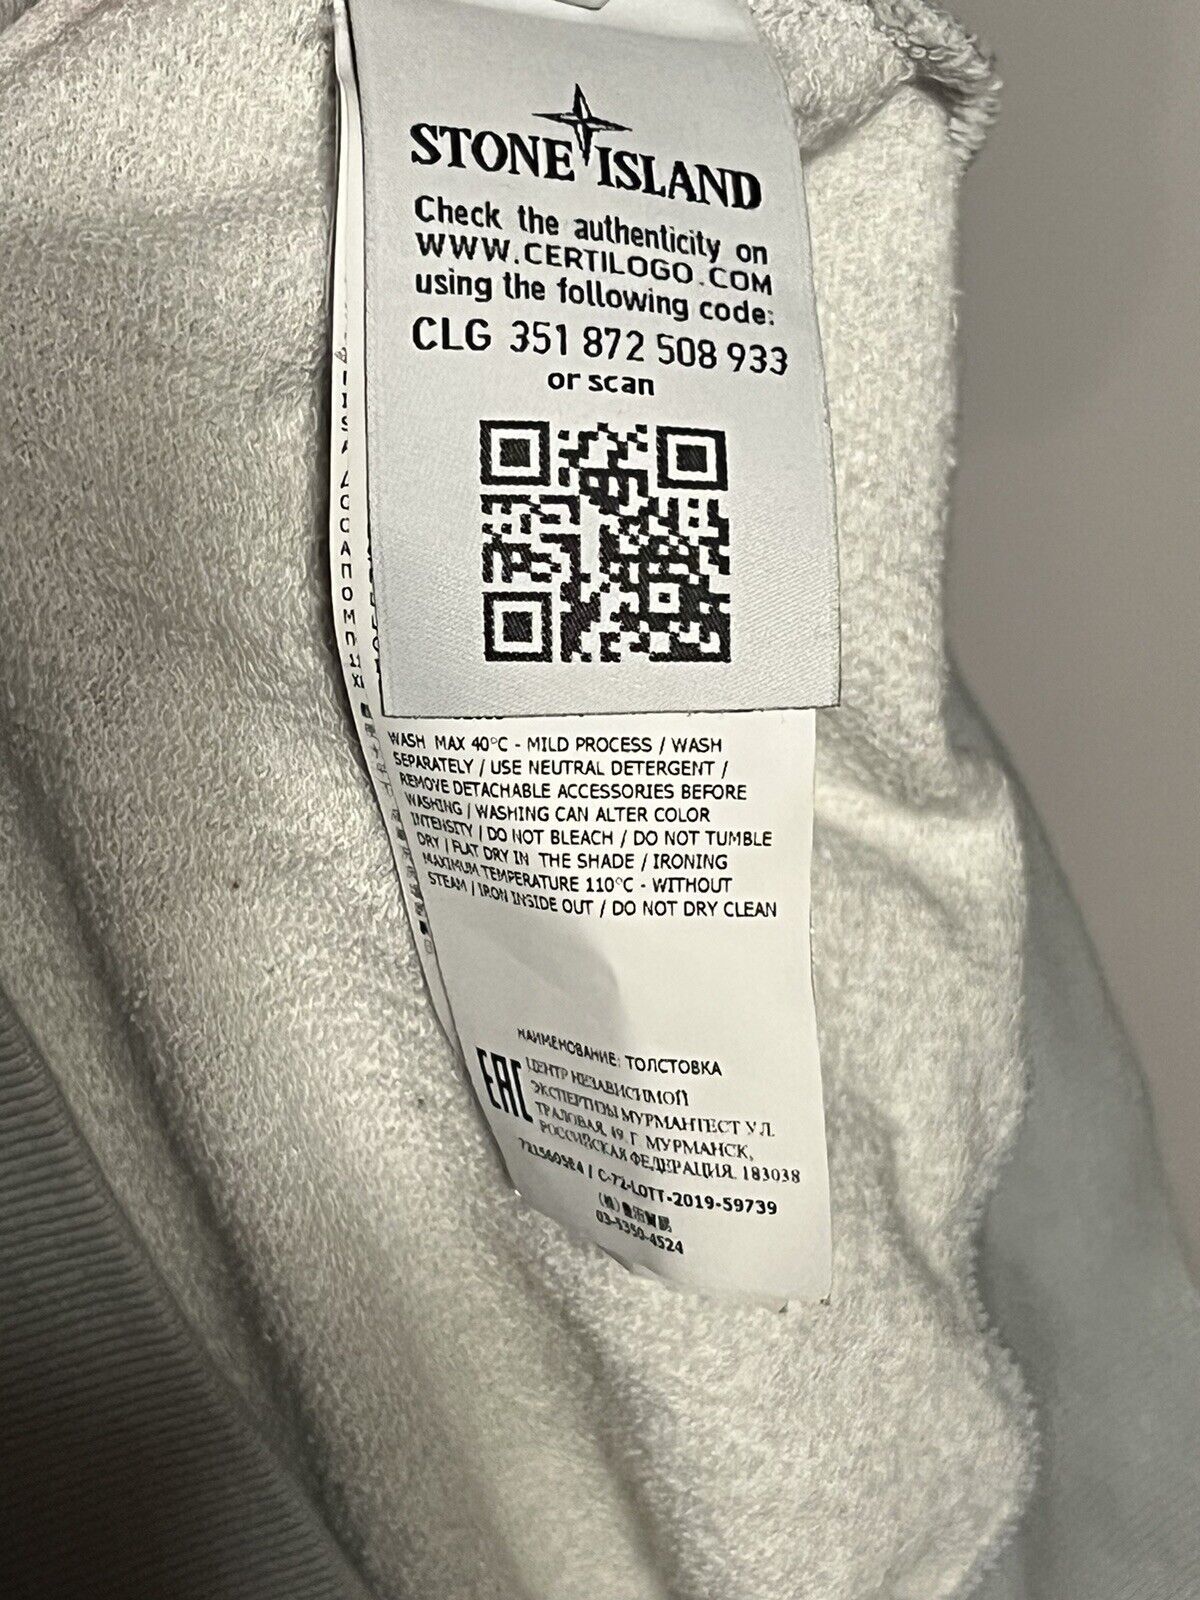 STONE ISLAND
Check the authenticity on
WWW.CERTILOGO.COM
using the following code:
CLG 351 872 508 933
or scan
WASH MAX 40°C - MILD PROCESS / WASH
SEPARATELY / USE NEUTRAL DETERGENT /
REMOVE DETACHABLE ACCESSORIES BEFORE
WASHING / WASHING CAN ALTER COLOR
INTENSITY / DO NOT BLEACH / DO NOT TUMBLE
DRY / FLAT DRY IN THE SHADE / IRONING
MAXIMUM TEMPERATURE 110°C - WITHOUT
STEAM / IRON INSIDE OUT / DO NOT DRY CLEAN
НАИМЕНОВАНИЕ: ТОЛСТОВКА
EAC
ЦЕНТР НЕЗАВИСИМОЙ
ЭКСПЕРТИЗЫ МУРМАНТЕСТ УЛ.
ТРАЛОВАЯ, 19. Г. МУРМАНСК,
РОССИЙСКАЯ ФЕДЕРАЦИЯ. 183038
721560584 | C-72-LOTT-2019-59739
03-5350-4524